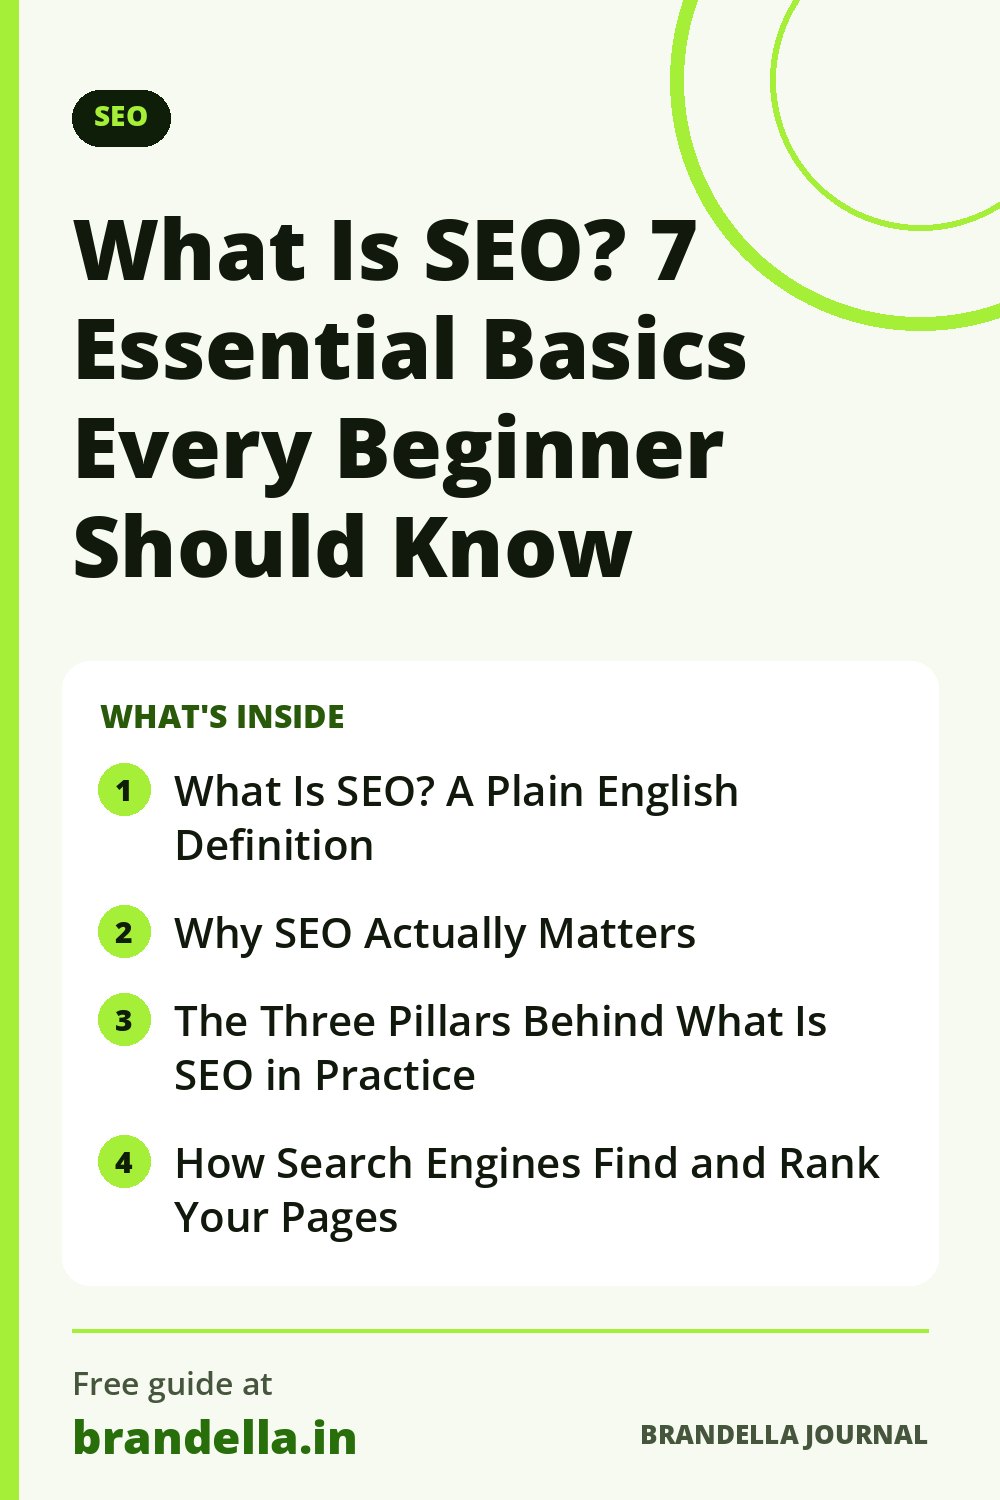 SEO
What Is SEO? 7
Essential Basics
Every Beginner
Should Know
WHAT'S INSIDE
1 What Is SEO? A Plain English
Definition
2 Why SEO Actually Matters
3 The Three Pillars Behind What Is
SEO in Practice
4 How Search Engines Find and Rank
Your Pages
Free guide at
brandella.in
BRANDELLA JOURNAL